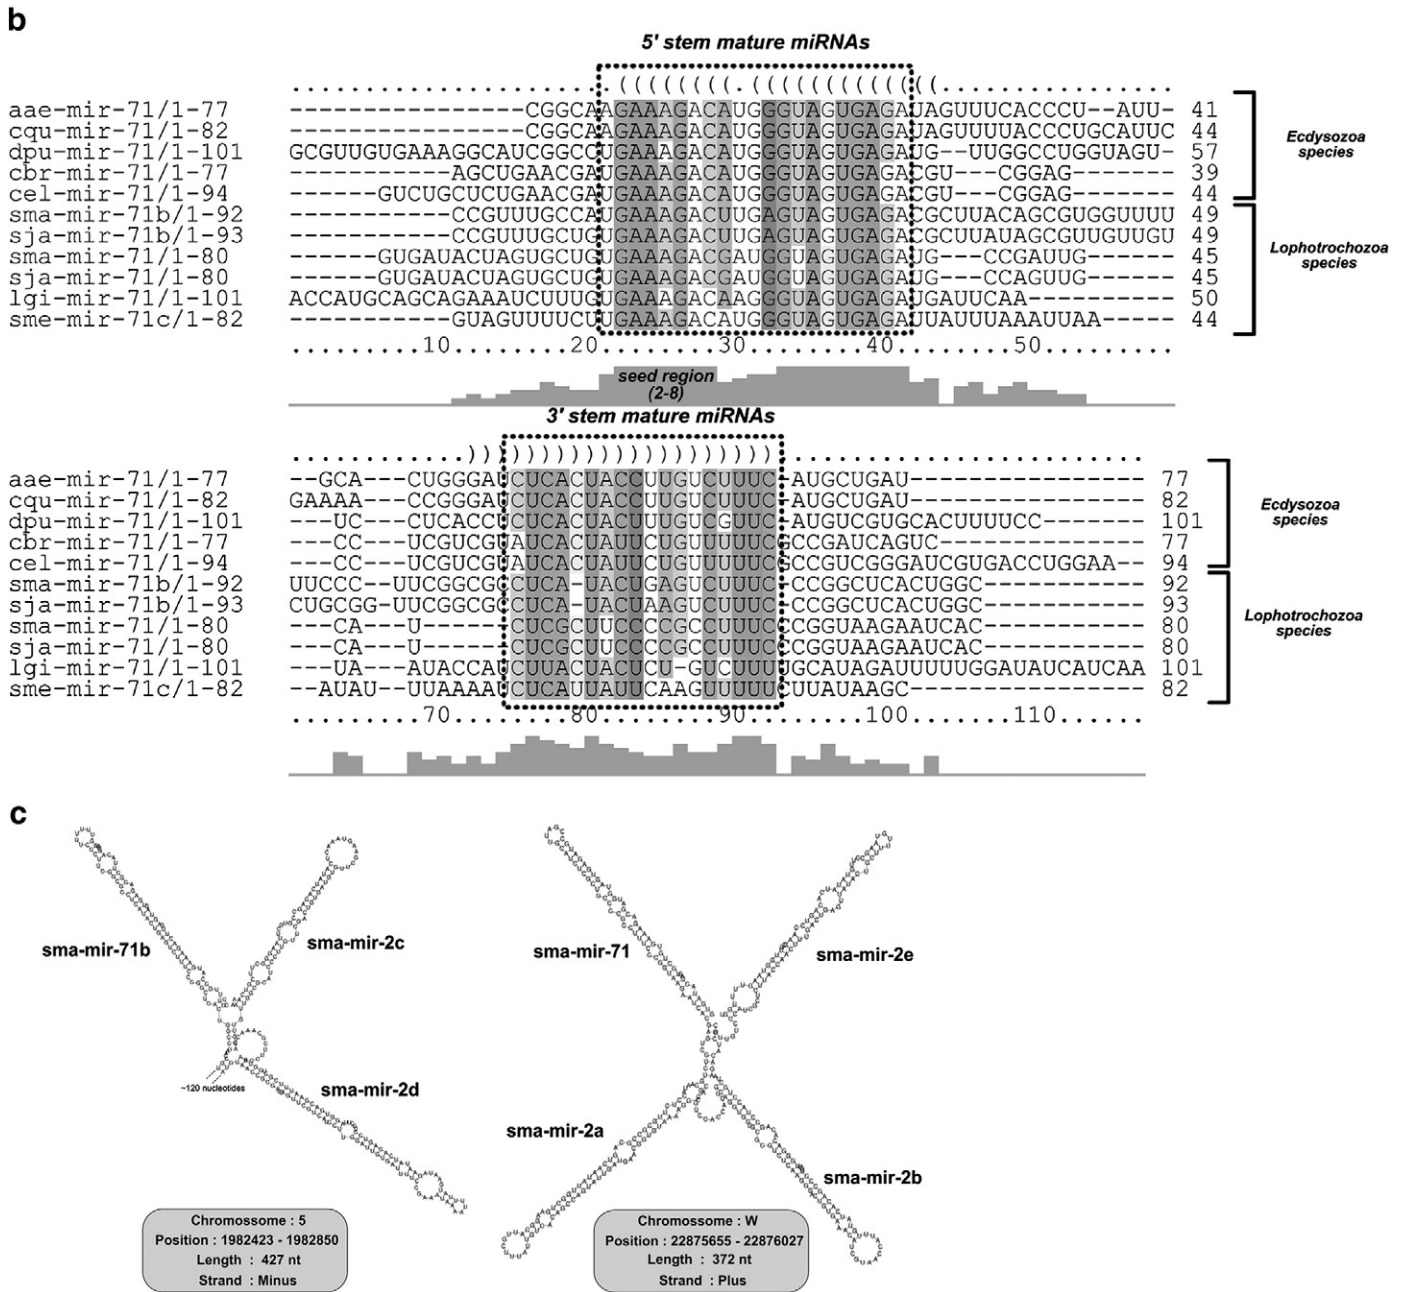 b
5' stem mature miRNAs
......................((((((((.((((((((((((((................
aae-mir-71/1-77 ----------------CGGCAAGAAAGACAUGGGUAGUGAGAUAGUUUCACCCU--AUU- 41
cqu-mir-71/1-82 ----------------CGGCAAGAAAGACAUGGGUAGUGAGAUAGUUUUACCCUGCAUUC 44
dpu-mir-71/1-101 GCGUUGUGAAAGGCAUCGGCCUGAAAGACAUGGGUAGUGAGAUG--UUGGCCUGGUAGU- 57
cbr-mir-71/1-77 -----------AGCUGAACGAUGAAAGACAUGGGUAGUGAGACGU---CGGAG------- 39
cel-mir-71/1-94 ------GUCUGCUCUGAACGAUGAAAGACAUGGGUAGUGAGACGU---CGGAG------- 44
sma-mir-71b/1-92 -----------CCGUUUGCCAUGAAAGACUUGAGUAGUGAGACGCUUACAGCGUGGUUUU 49
sja-mir-71b/1-93 -----------CCGUUUGCUGUGAAAGACUUGAGUAGUGAGACGCUUAUAGCGUUGUUGU 49
sma-mir-71/1-80 ------GUGAUACUAGUGCUGUGAAAGACGAUGGUAGUGAGAUG---CCGAUUG------ 45
sja-mir-71/1-80 ------GUGAUACUAGUGCUGUGAAAGACGAUGGUAGUGAGAUG---CCAGUUG------ 45
lgi-mir-71/1-101 ACCAUGCAGCAGAAAUCUUUGUGAAAGACAAGGGUAGUGAGAUGAUUCAA---------- 50
sme-mir-71c/1-82 -----------GUAGUUUUCUUGAAAGACAUGGGUAGUGAGAUUAUUUAAAUUAA----- 44
.........10........20........30........40........50..........
Ecdysozoa species
Lophotrochozoa species
seed region
(2-8)
3' stem mature miRNAs
............)))))))))))))))))))))........................
aae-mir-71/1-77 --GCA---CUGGGAUCUCACUACCUUGUCUUUC-AUGCUGAU---------------- 77
cqu-mir-71/1-82 GAAAA---CCGGGAUCUCACUACCUUGUCUUUC-AUGCUGAU---------------- 82
dpu-mir-71/1-101 ---UC---CUCACCUCUCACUACUUUGUCGUUC-AUGUCGUGCACUUUUCC------- 101
cbr-mir-71/1-77 ---CC---UCGUCGUAUCACUAUUCUGUUUUUCGCCGAUCAGUC-------------- 77
cel-mir-71/1-94 ---CC---UCGUCGUAUCACUAUUCUGUUUUUCGCCGUCGGGAUCGUGACCUGGAA-- 94
sma-mir-71b/1-92 UUCCC---UUCGGCGCCUCA-UACUGAGUCUUUC-CCGGCUCACUGGC----------- 92
sja-mir-71b/1-93 CUGCGG-UUCGGCGCCUCA-UACUAAGUCUUUC-CCGGCUCACUGGC----------- 93
sma-mir-71/1-80 ---CA---U------CUCGCUUCCCCGCUUUUCCCGGUAAGAAUCAC----------- 80
sja-mir-71/1-80 ---CA---U------CUCGCUUCCCCGCUUUUCCCGGUAAGAAUCAC----------- 80
lgi-mir-71/1-101 ---UA---AUACCAUCUUACUACUCU-GUCUUUUGCAUAGAUUUUUGGAUAUCAUCAA 101
sme-mir-71c/1-82 --AUAU--UUAAAAUCUCAUUAUUCAAGUUUUUCUUAUAAGC---------------- 82
.........70........80........90........100.......110......
Ecdysozoa species
Lophotrochozoa species
c
sma-mir-71b
sma-mir-2c
sma-mir-2d
~120 nucleotides
Chromossome : 5
Position : 1982423 - 1982850
Length : 427 nt
Strand : Minus
sma-mir-71
sma-mir-2e
sma-mir-2a
sma-mir-2b
Chromossome : W
Position : 22875655 - 22876027
Length : 372 nt
Strand : Plus